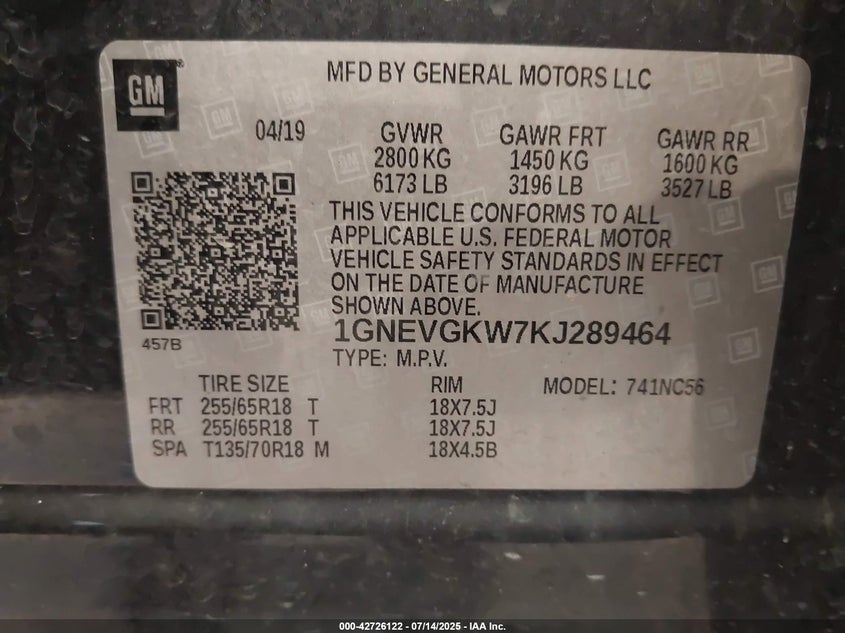 GM
MFD BY GENERAL MOTORS LLC
04/19
GVWR
2800 KG
6173 LB
GAWR FRT
1450 KG
3196 LB
GAWR RR
1600 KG
3527 LB
THIS VEHICLE CONFORMS TO ALL
APPLICABLE U.S. FEDERAL MOTOR
VEHICLE SAFETY STANDARDS IN EFFECT
ON THE DATE OF MANUFACTURE
SHOWN ABOVE.
457B
1GNEVGKW7KJ289464
TYPE: M.P.V.
TIRE SIZE RIM MODEL: 741NC56
FRT 255/65R18 T 18X7.5J
RR 255/65R18 T 18X7.5J
SPA T135/70R18 M 18X4.5B
000-42726122 - 07/14/2025 - IAA Inc.